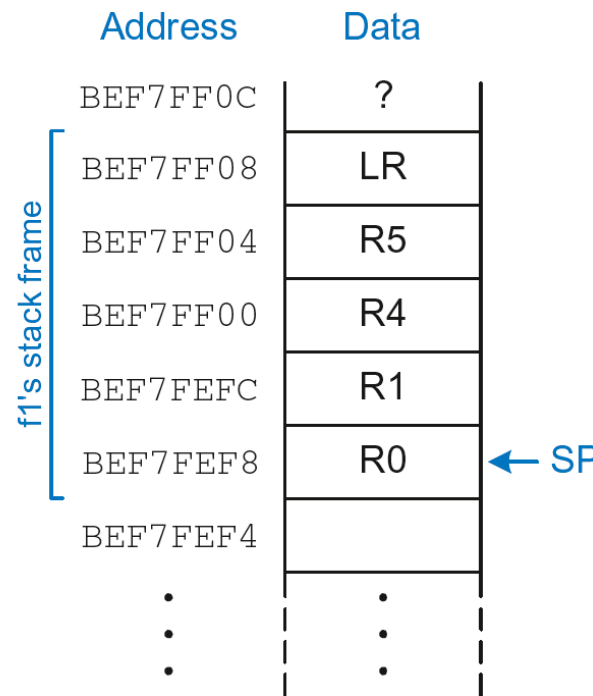 Address Data
BEF7FF0C ?
BEF7FF08 LR
BEF7FF04 R5
BEF7FF00 R4
BEF7FEFC R1
BEF7FEF8 R0 SP
BEF7FEF4
f1's stack frame